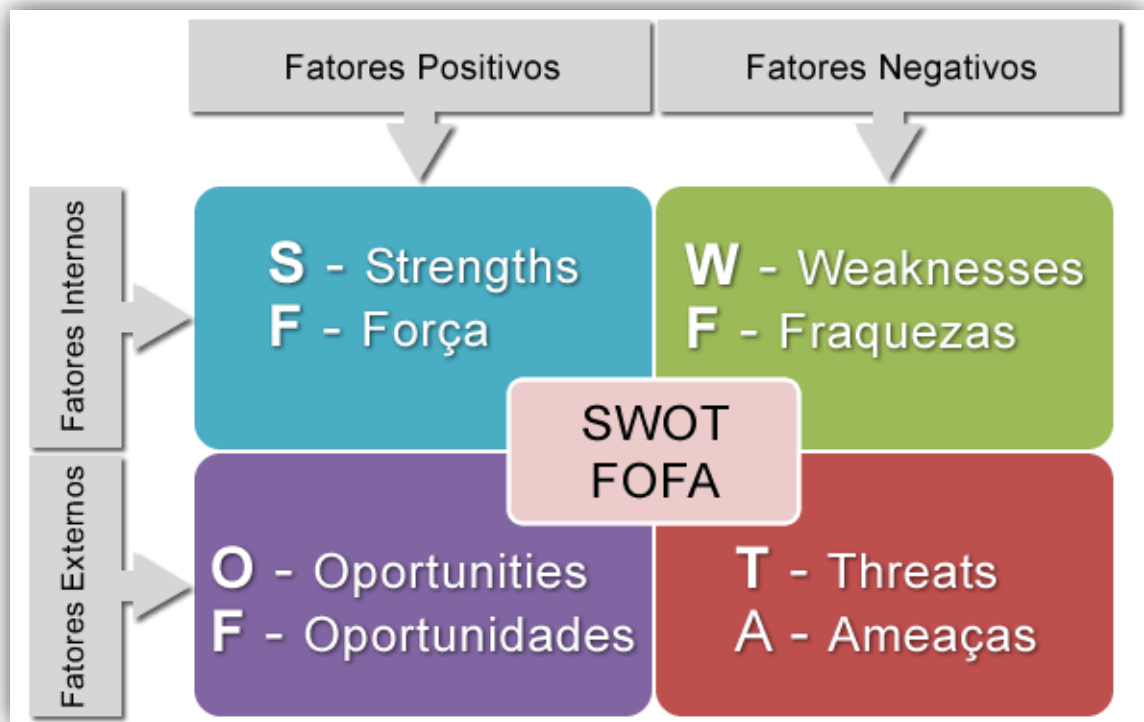 Fatores Positivos
Fatores Negativos
Fatores Internos
S - Strengths
F - Força
W - Weaknesses
F - Fraquezas
SWOT
FOFA
Fatores Externos
O - Oportunities
F - Oportunidades
T - Threats
A - Ameaças